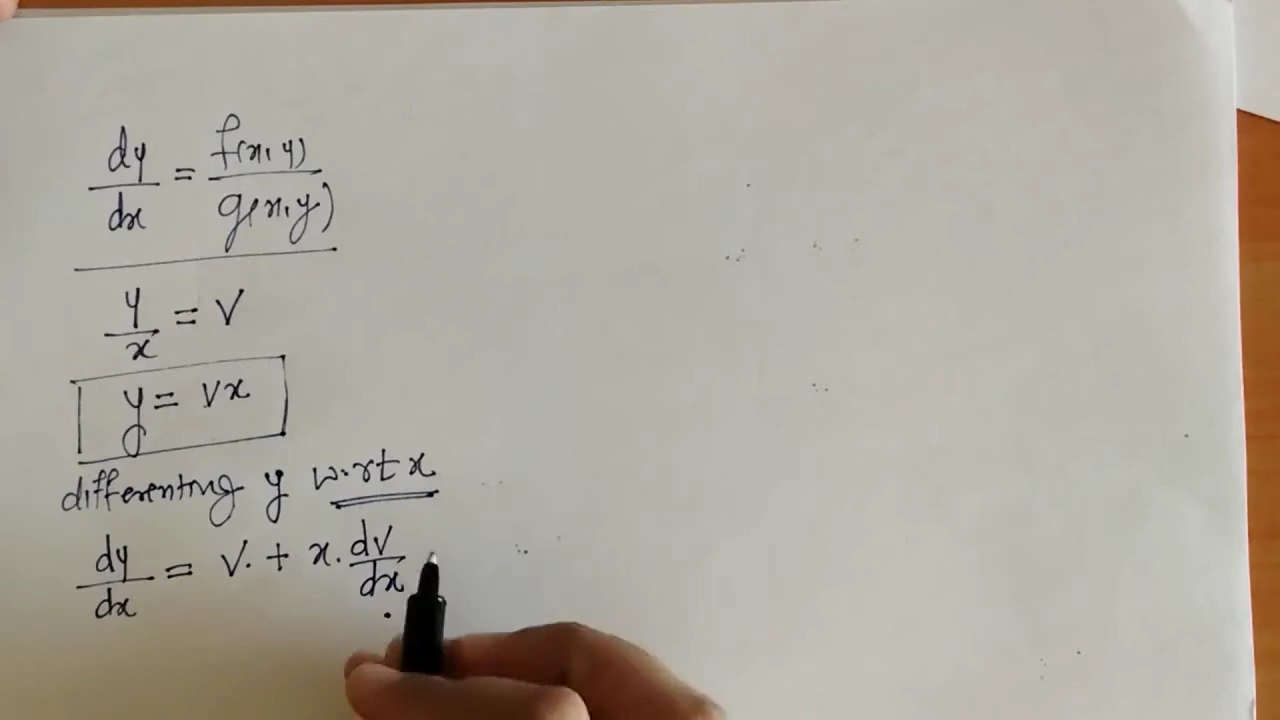 dy/dx = f(x,y)/g(x,y)
y/x = V
y = Vx
differenting y w.r.t x
dy/dx = V. + x. dV/dx